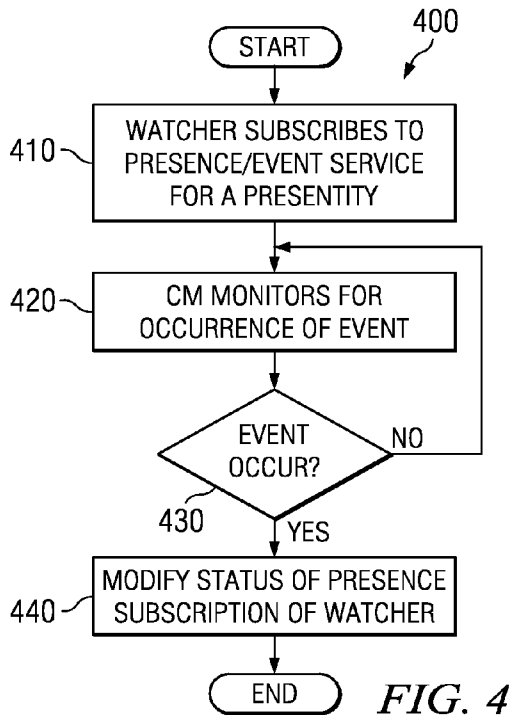 400
START
410
WATCHER SUBSCRIBES TO
PRESENCE/EVENT SERVICE
FOR A PRESENTITY
420
CM MONITORS FOR
OCCURRENCE OF EVENT
EVENT
OCCUR?
NO
430
YES
440
MODIFY STATUS OF PRESENCE
SUBSCRIPTION OF WATCHER
END
FIG. 4